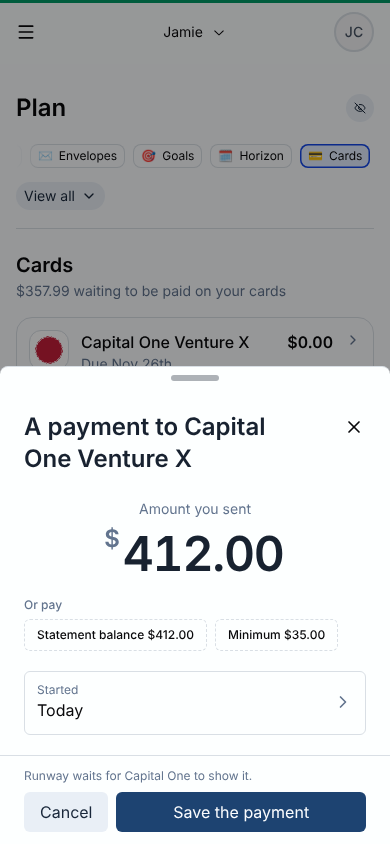 Jamie
JC
Plan
Envelopes
Goals
Horizon
Cards
View all
Cards
$357.99 waiting to be paid on your cards
Capital One Venture X
$0.00
Due Nov 26th
A payment to Capital
One Venture X
Amount you sent
$412.00
Or pay
Statement balance $412.00
Minimum $35.00
Started
Today
Runway waits for Capital One to show it.
Cancel
Save the payment